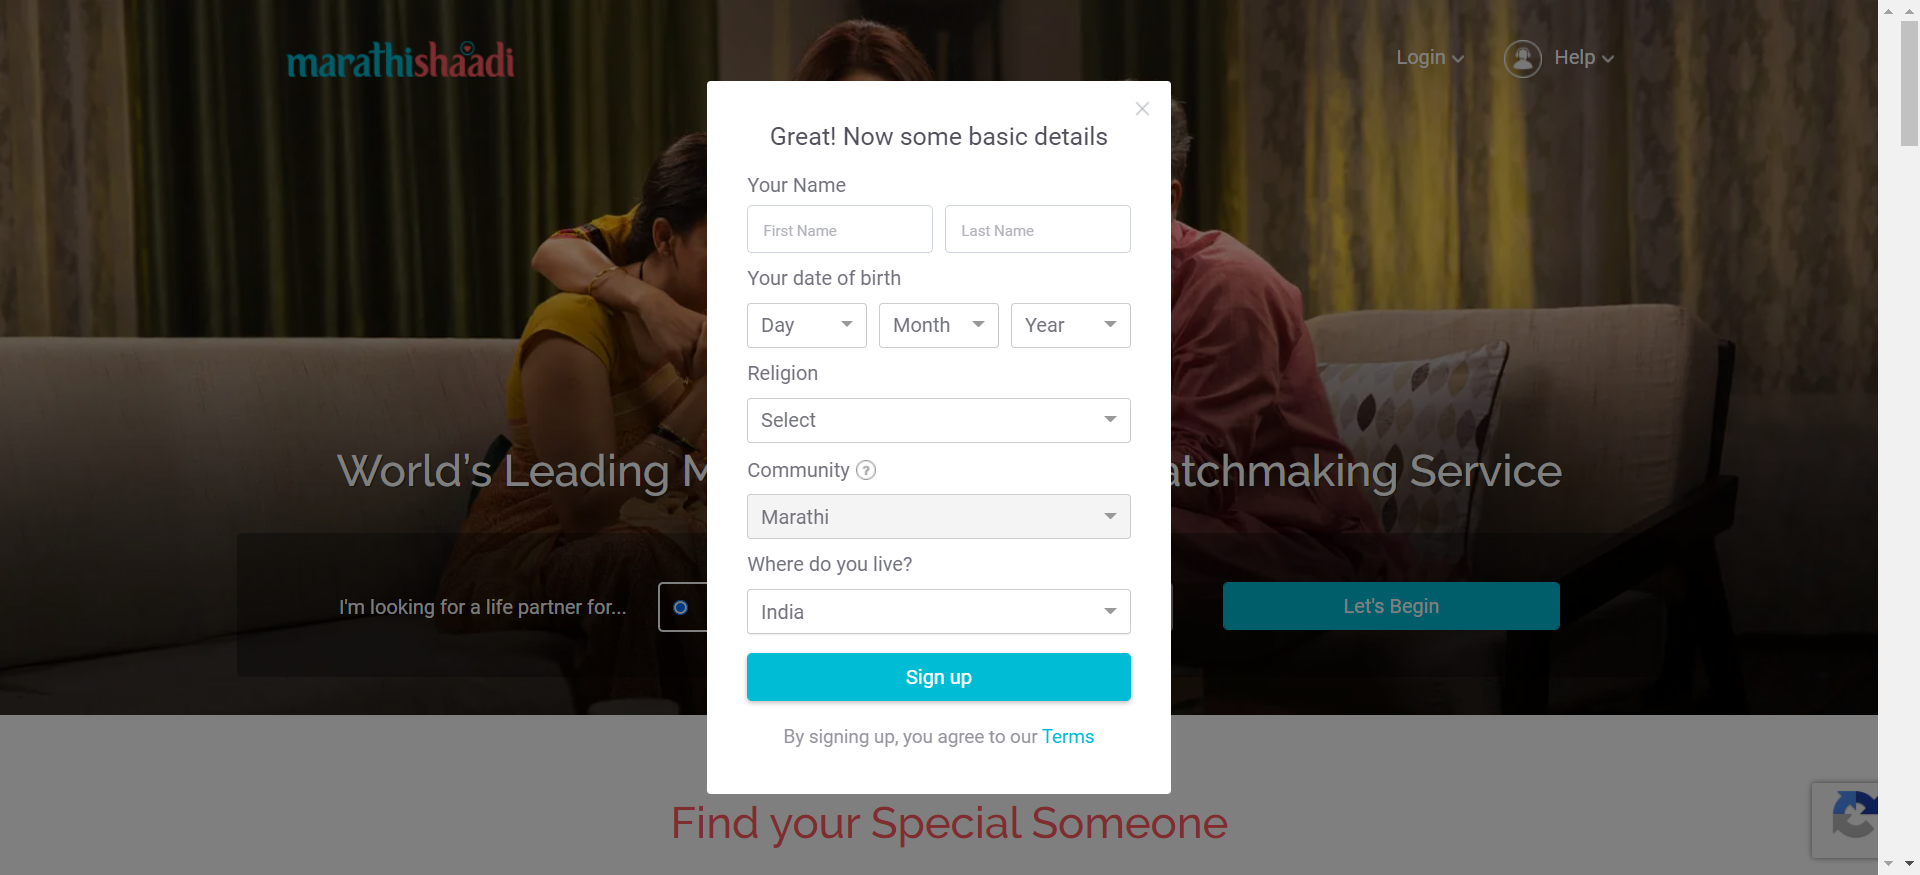 marathishaadi
Login
Help
Great! Now some basic details
Your Name
First Name Last Name
Your date of birth
Day Month Year
Religion
Select
Community ?
Marathi
Where do you live?
India
Sign up
By signing up, you agree to our Terms
World's Leading M
atchmaking Service
I'm looking for a life partner for...
Let's Begin
Find your Special Someone